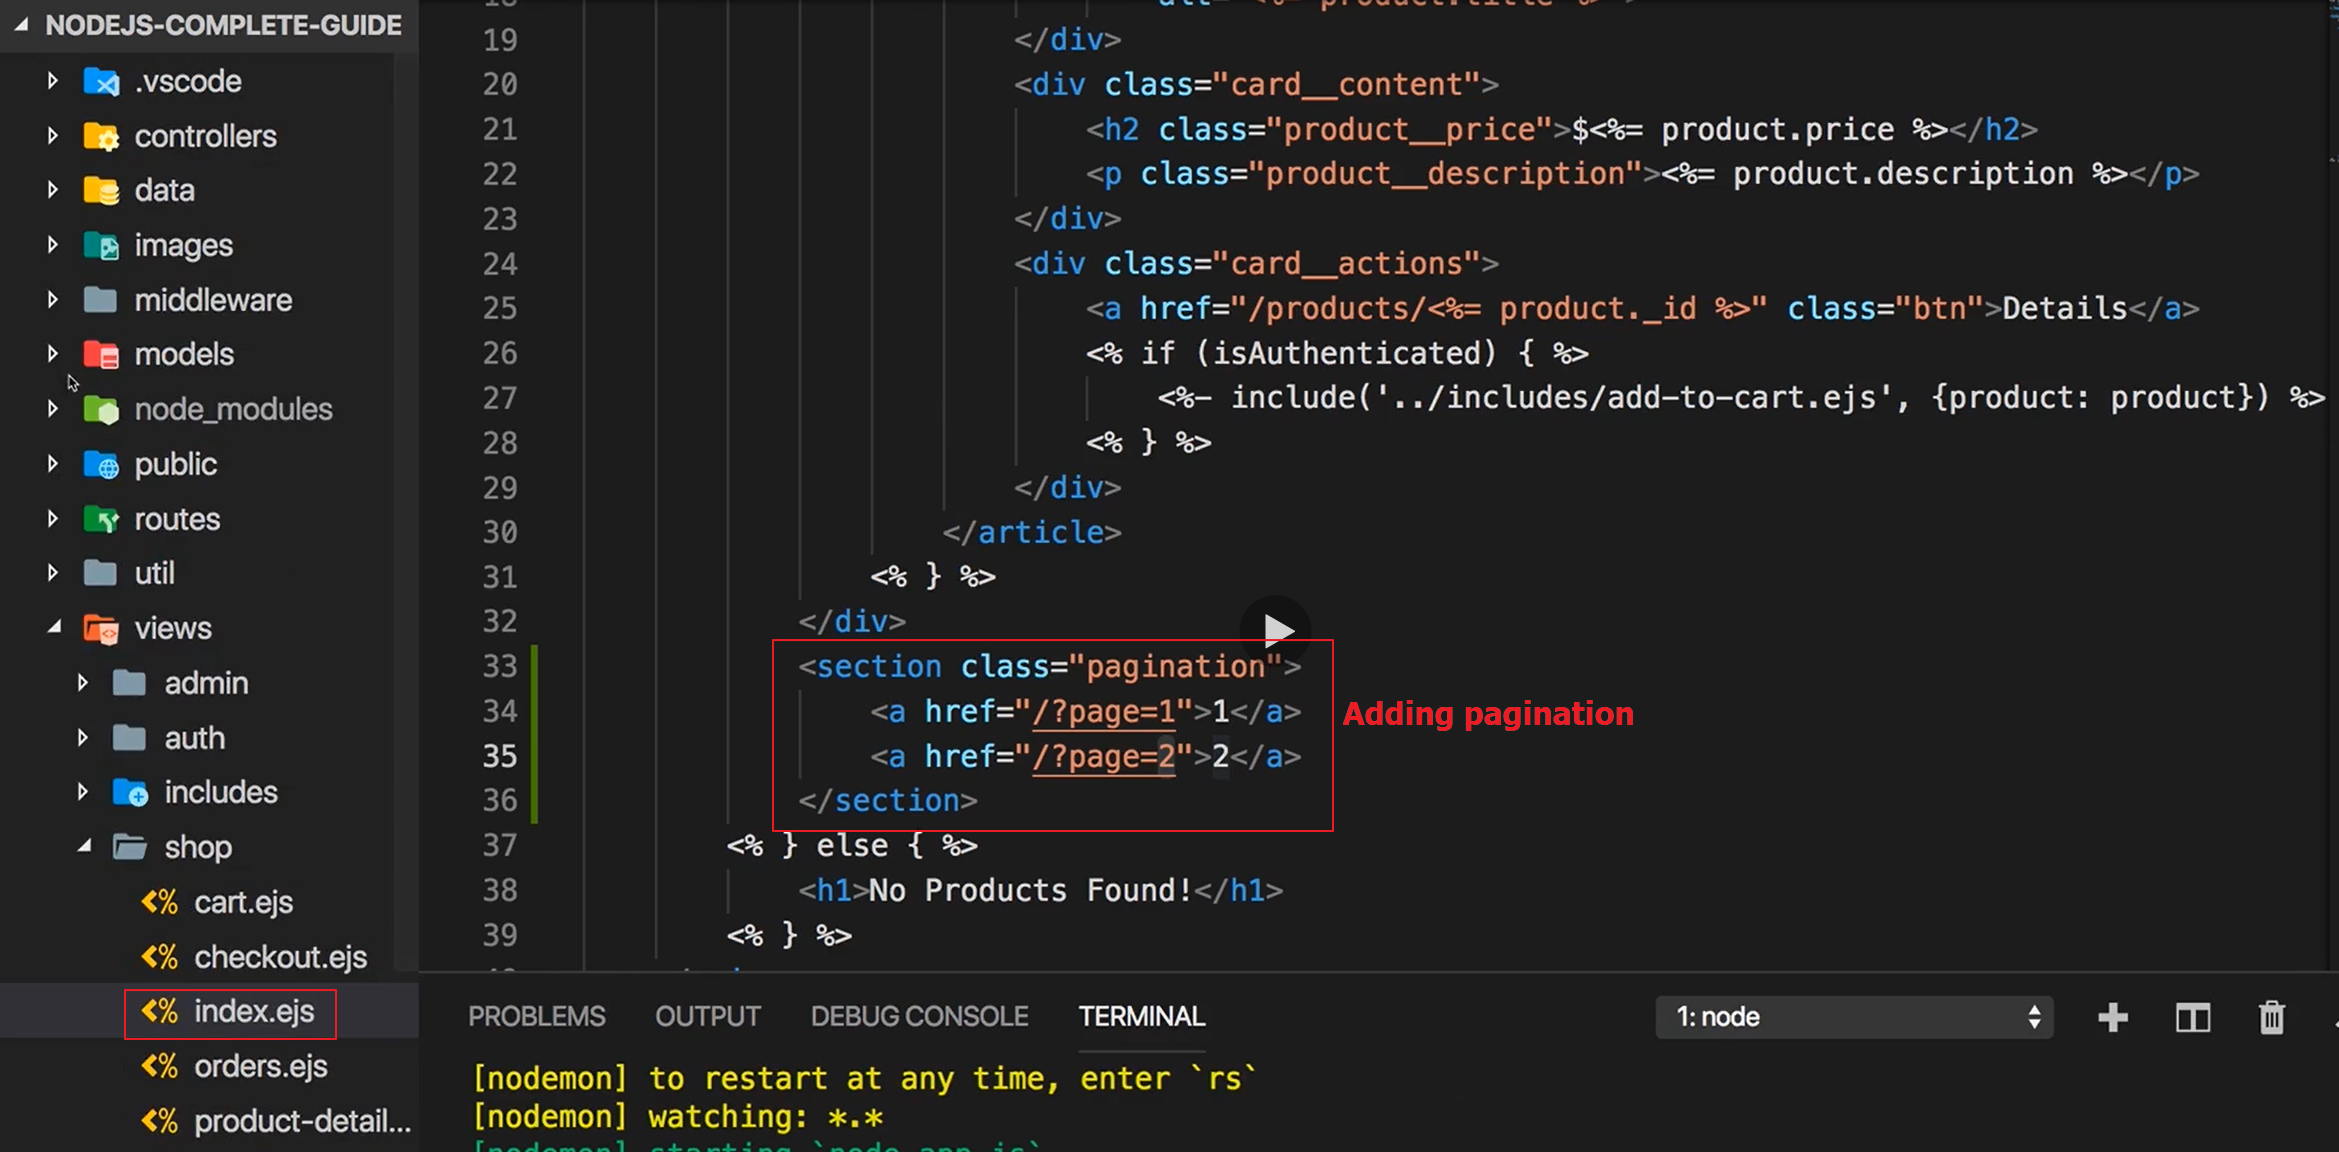 NODEJS-COMPLETE-GUIDE
.vscode
controllers
data
images
middleware
models
node_modules
public
routes
util
views
admin
auth
includes
shop
cart.ejs
checkout.ejs
index.ejs
orders.ejs
product-detail...
19 </div>
20 <div class="card__content">
21 <h2 class="product__price">$<%= product.price %></h2>
22 <p class="product__description"><%= product.description %></p>
23 </div>
24 <div class="card__actions">
25 <a href="/products/<%= product._id %>" class="btn">Details</a>
26 <% if (isAuthenticated) { %>
27 <%- include('../includes/add-to-cart.ejs', {product: product}) %>
28 <% } %>
29 </div>
30 </article>
31 <% } %>
32 </div>
33 <section class="pagination">
34 <a href="/?page=1">1</a>
35 <a href="/?page=2">2</a>
36 </section>
37 <% } else { %>
38 <h1>No Products Found!</h1>
39 <% } %>
Adding pagination
PROBLEMS OUTPUT DEBUG CONSOLE TERMINAL 1: node
[nodemon] to restart at any time, enter `rs`
[nodemon] watching: *.*
[nodemon] starting `node app.js`